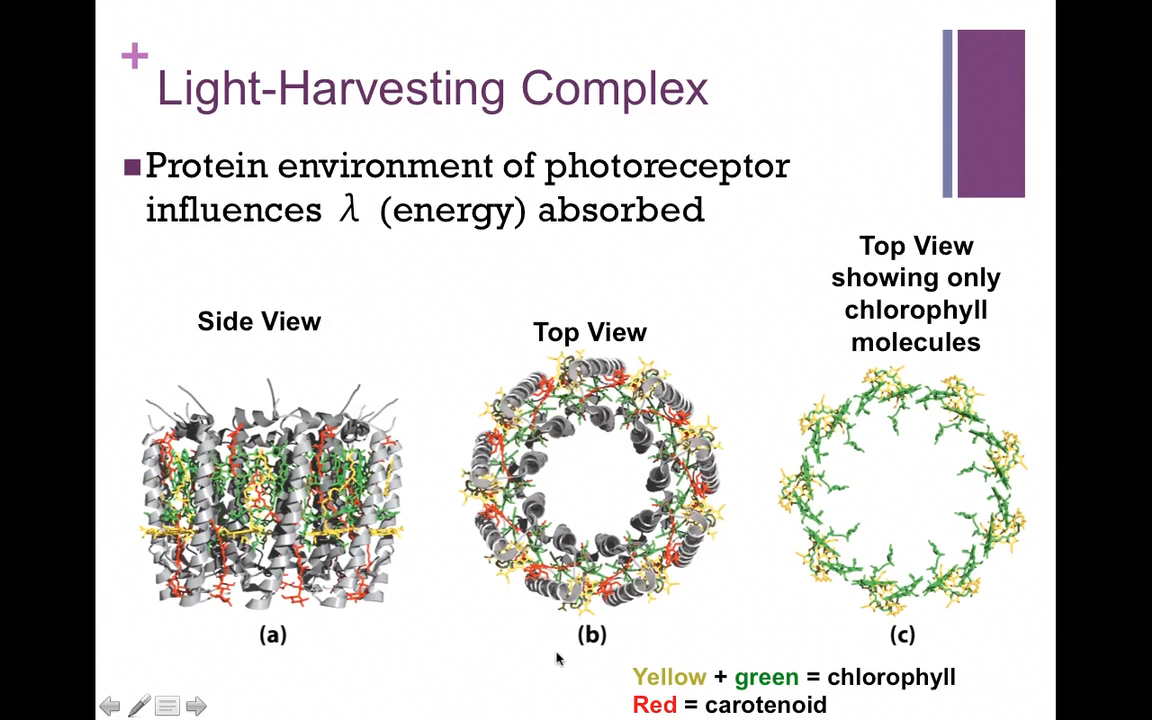 +
Light-Harvesting Complex
Protein environment of photoreceptor
influences λ (energy) absorbed
Side View
Top View
Top View
showing only
chlorophyll
molecules
(a)
(b)
(c)
Yellow + green = chlorophyll
Red = carotenoid